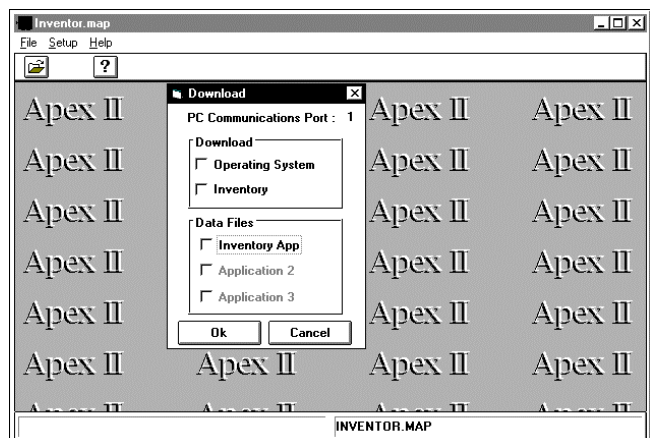 Inventor.map
File Setup Help
?
Download
PC Communications Port : 1
Download
Operating System
Inventory
Data Files
Inventory App
Application 2
Application 3
Ok Cancel
Apex II Apex II Apex II
Apex II Apex II Apex II
Apex II Apex II Apex II
Apex II Apex II Apex II
Apex II Apex II Apex II
Apex II Apex II Apex II Apex II
Apex II Apex II Apex II Apex II
INVENTOR.MAP